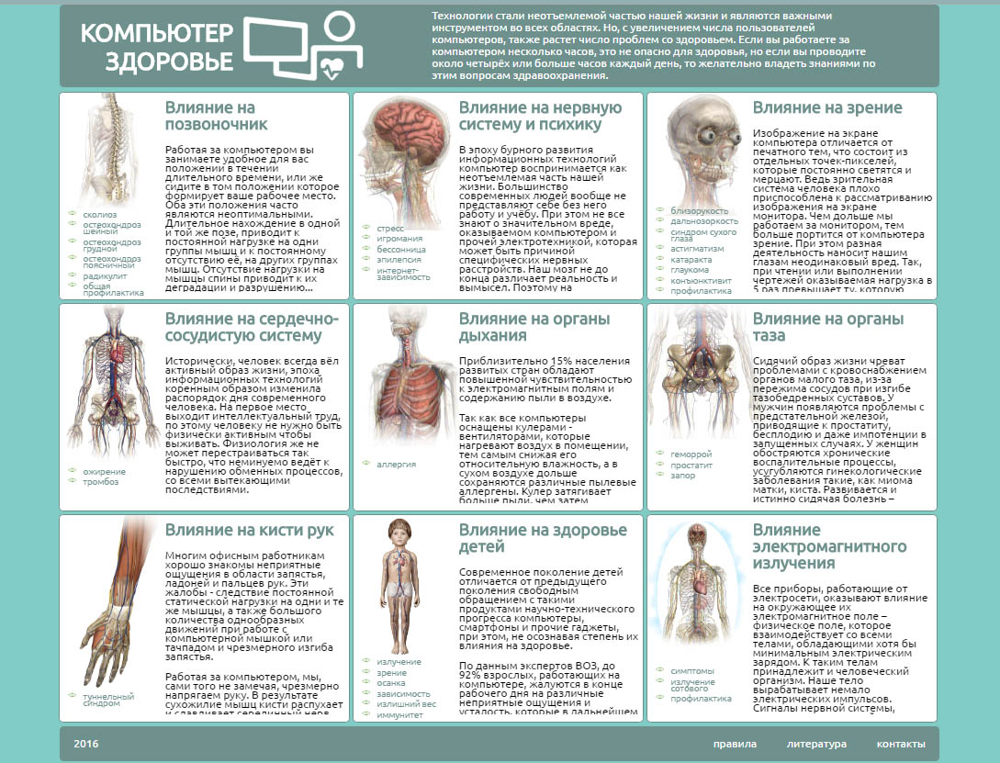 КОМПЬЮТЕР
ЗДОРОВЬЕ
Технологии стали неотъемлемой частью нашей жизни и являются важными
инструментом во всех областях. Но, с увеличением числа пользователей
компьютеров, также растет число проблем со здоровьем. Если вы работаете за
компьютером несколько часов, это не опасно для здоровья, но если вы проводите
около четырёх или больше часов каждый день, то желательно владеть знаниями по
этим вопросам здравоохранения.
Влияние на
позвоночник
Работая за компьютером вы
занимаете удобное для вас
положении в течении
длительного времени, или же
сидите в том положении которое
формирует ваше рабочее место.
Оба эти положения часто
являются неоптимальными.
Длительное нахождение в одной
и той же позе, приводит к
постоянной нагрузке на одни
группы мышц и к постоянному
отсутствию её, на других группах
мышц. Отсутствие нагрузки на
мышцы спины приводит к их
деградации и разрушению...
сколиоз
остеохондроз
шейный
остеохондроз
грудной
остеохондроз
поясничный
радикулит
общая
профилактика
Влияние на нервную
систему и психику
В эпоху бурного развития
информационных технологий
компьютер воспринимается как
неотъемлемая часть нашей
жизни. Большинство
современных людей вообще не
представляют себе без него
работу и учёбу. При этом не все
знают о значительном вреде,
оказываемом компьютером и
прочей электротехникой, которая
может быть причиной
специфических нервных
расстройств. Наш мозг не до
конца различает реальность и
вымысел. Поэтому на
стресс
игромания
бессонница
эпилепсия
интернет-
зависимость
Влияние на зрение
Изображение на экране
компьютера отличается от
печатного тем, что состоит из
отдельных точек-пикселей,
которые постоянно светятся и
мерцают. Ведь зрительная
система человека плохо
приспособлена к рассматриванию
изображения на экране
монитора. Чем дольше мы
работаем за монитором, тем
больше портится от компьютера
зрение. При этом разная
деятельность наносит нашим
глазам неодинаковый вред. Так,
при чтении или выполнении
чертежей оказываемая нагрузка в
5 раз превышает ту, которую
близорукость
дальнозоркость
синдром сухого
глаза
астигматизм
катаракта
глаукома
конъюнктивит
профилактика
Влияние на сердечно-
сосудистую систему
Исторически, человек всегда вёл
активный образ жизни, эпоха
информационных технологий
коренным образом изменила
распорядок дня современного
человека. На первое место
выходит интеллектуальный труд,
по этому человеку не нужно быть
физически активным чтобы
выживать. Физиология же не
может перестраиваться так
быстро, что неминуемо ведёт к
нарушению обменных процессов,
со всеми вытекающими
последствиями.
ожирение
тромбоз
Влияние на органы
дыхания
Приблизительно 15% населения
развитых стран обладают
повышенной чувствительностью
к электромагнитным полям и
содержанию пыли в воздухе.
Так как все компьютеры
оснащены кулерами -
вентиляторами, которые
нагревают воздух в помещении,
тем самым снижая его
относительную влажность, а в
сухом воздухе дольше
сохраняются различные пылевые
аллергены. Кулер затягивает
больше пыли, чем затем
аллергия
Влияние на органы
таза
Сидячий образ жизни чреват
проблемами с кровоснабжением
органов малого таза, из-за
пережима сосудов при изгибе
тазобедренных суставов. У
мужчин появляются проблемы с
предстательной железой,
приводящие к простатиту,
бесплодию и даже импотенции в
запущенных случаях. У женщин
обостряются хронические
воспалительные процессы,
усугубляются гинекологические
заболевания такие, как миома
матки, киста. Развивается и
истинно сидячая болезнь –
геморрой
простатит
запор
Влияние на кисти рук
Многим офисным работникам
хорошо знакомы неприятные
ощущения в области запястья,
ладоней и пальцев рук. Эти
жалобы - следствие постоянной
статической нагрузки на одни и те
же мышцы, а также большого
количества однообразных
движений при работе с
компьютерной мышкой или
тачпадом и чрезмерного изгиба
запястья.
Работая за компьютером, мы,
сами того не замечая, чрезмерно
напрягаем руку. В результате
сухожилие мышц кисти распухает
и сдавливает серединный нерв
туннельный
синдром
Влияние на здоровье
детей
Современное поколение детей
отличается от предыдущего
поколения свободным
обращением с такими
продуктами научно-технического
прогресса компьютеры,
смартфоны и прочие гаджеты,
при этом, не осознавая степень их
влияния на здоровье.
По данным экспертов ВОЗ, до
92% взрослых, работающих на
компьютере, жалуются в конце
рабочего дня на различные
неприятные ощущения и
усталость, которые в дальнейшем
излучение
зрение
осанка
зависимость
излишний вес
иммунитет
Влияние
электромагнитного
излучения
Все приборы, работающие от
электросети, оказывают влияние
на окружающее их
электромагнитное поле –
физическое поле, которое
взаимодействует со всеми
телами, обладающими хотя бы
минимальным электрическим
зарядом. К таким телам
принадлежит и человеческий
организм. Наше тело
вырабатывает немало
электрических импульсов.
Сигналы нервной системы,
симптомы
излучение
сотового
профилактика
2016
правила
литература
контакты